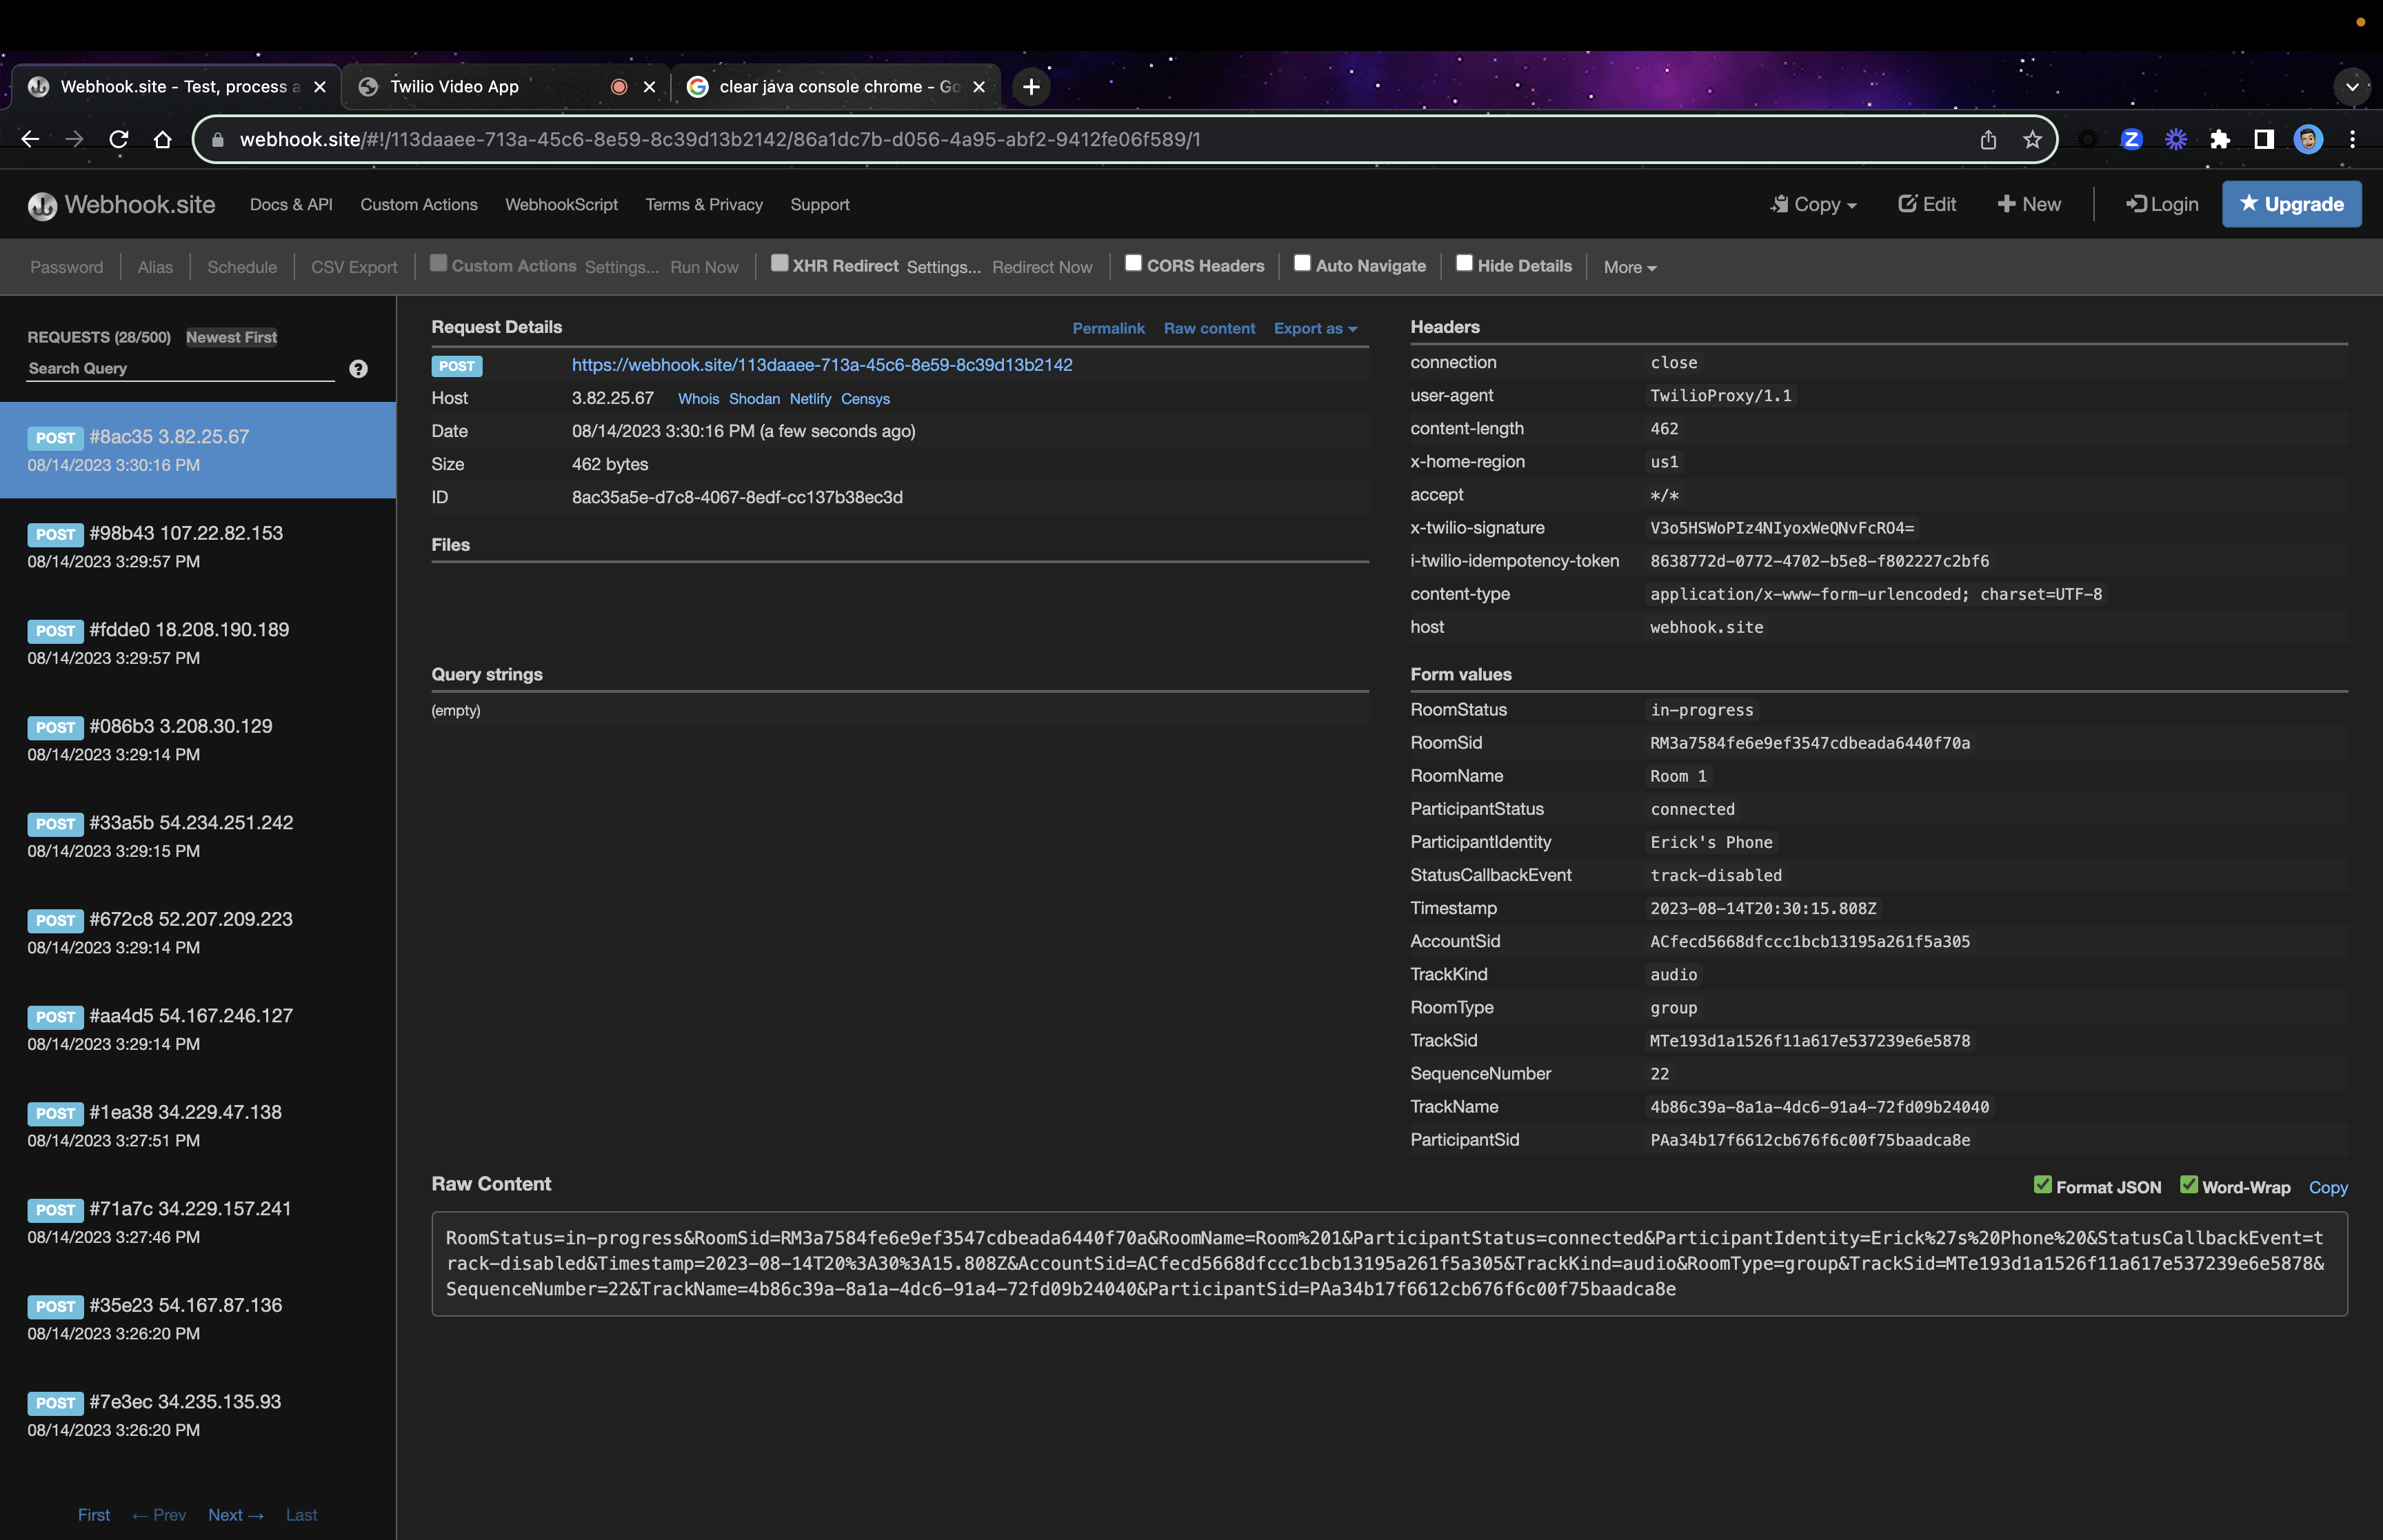 Webhook.site - Test, process a
Twilio Video App
clear java console chrome - Go
webhook.site/#!/113daaee-713a-45c6-8e59-8c39d13b2142/86a1dc7b-d056-4a95-abf2-9412fe06f589/1
Webhook.site Docs & API Custom Actions WebhookScript Terms & Privacy Support Copy Edit New Login Upgrade
Password Alias Schedule CSV Export Custom Actions Settings... Run Now XHR Redirect Settings... Redirect Now CORS Headers Auto Navigate Hide Details More
REQUESTS (28/500) Newest First
Search Query
POST #8ac35 3.82.25.67
08/14/2023 3:30:16 PM
POST #98b43 107.22.82.153
08/14/2023 3:29:57 PM
POST #fdde0 18.208.190.189
08/14/2023 3:29:57 PM
POST #086b3 3.208.30.129
08/14/2023 3:29:14 PM
POST #33a5b 54.234.251.242
08/14/2023 3:29:15 PM
POST #672c8 52.207.209.223
08/14/2023 3:29:14 PM
POST #aa4d5 54.167.246.127
08/14/2023 3:29:14 PM
POST #1ea38 34.229.47.138
08/14/2023 3:27:51 PM
POST #71a7c 34.229.157.241
08/14/2023 3:27:46 PM
POST #35e23 54.167.87.136
08/14/2023 3:26:20 PM
POST #7e3ec 34.235.135.93
08/14/2023 3:26:20 PM
First ← Prev Next → Last
Request Details Permalink Raw content Export as
POST https://webhook.site/113daaee-713a-45c6-8e59-8c39d13b2142
Host 3.82.25.67 Whois Shodan Netlify Censys
Date 08/14/2023 3:30:16 PM (a few seconds ago)
Size 462 bytes
ID 8ac35a5e-d7c8-4067-8edf-cc137b38ec3d
Files
Query strings
(empty)
Headers
connection close
user-agent TwilioProxy/1.1
content-length 462
x-home-region us1
accept */*
x-twilio-signature V3o5HSWoPIz4NIyoxWeQNvFcRO4=
i-twilio-idempotency-token 8638772d-0772-4702-b5e8-f802227c2bf6
content-type application/x-www-form-urlencoded; charset=UTF-8
host webhook.site
Form values
RoomStatus in-progress
RoomSid RM3a7584fe6e9ef3547cdbeada6440f70a
RoomName Room 1
ParticipantStatus connected
ParticipantIdentity Erick's Phone
StatusCallbackEvent track-disabled
Timestamp 2023-08-14T20:30:15.808Z
AccountSid ACfecd5668dfccc1bcb13195a261f5a305
TrackKind audio
RoomType group
TrackSid MTe193d1a1526f11a617e537239e6e5878
SequenceNumber 22
TrackName 4b86c39a-8a1a-4dc6-91a4-72fd09b24040
ParticipantSid PAa34b17f6612cb676f6c00f75baadca8e
Raw Content Format JSON Word-Wrap Copy
RoomStatus=in-progress&RoomSid=RM3a7584fe6e9ef3547cdbeada6440f70a&RoomName=Room%201&ParticipantStatus=connected&ParticipantIdentity=Erick%27s%20Phone%20&StatusCallbackEvent=t
rack-disabled&Timestamp=2023-08-14T20%3A30%3A15.808Z&AccountSid=ACfecd5668dfccc1bcb13195a261f5a305&TrackKind=audio&RoomType=group&TrackSid=MTe193d1a1526f11a617e537239e6e5878&
SequenceNumber=22&TrackName=4b86c39a-8a1a-4dc6-91a4-72fd09b24040&ParticipantSid=PAa34b17f6612cb676f6c00f75baadca8e